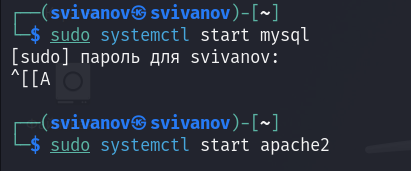 ┌──(svivanov㉿svivanov)-[~]
└─$ sudo systemctl start mysql
[sudo] пароль для svivanov:
^[[A
┌──(svivanov㉿svivanov)-[~]
└─$ sudo systemctl start apache2